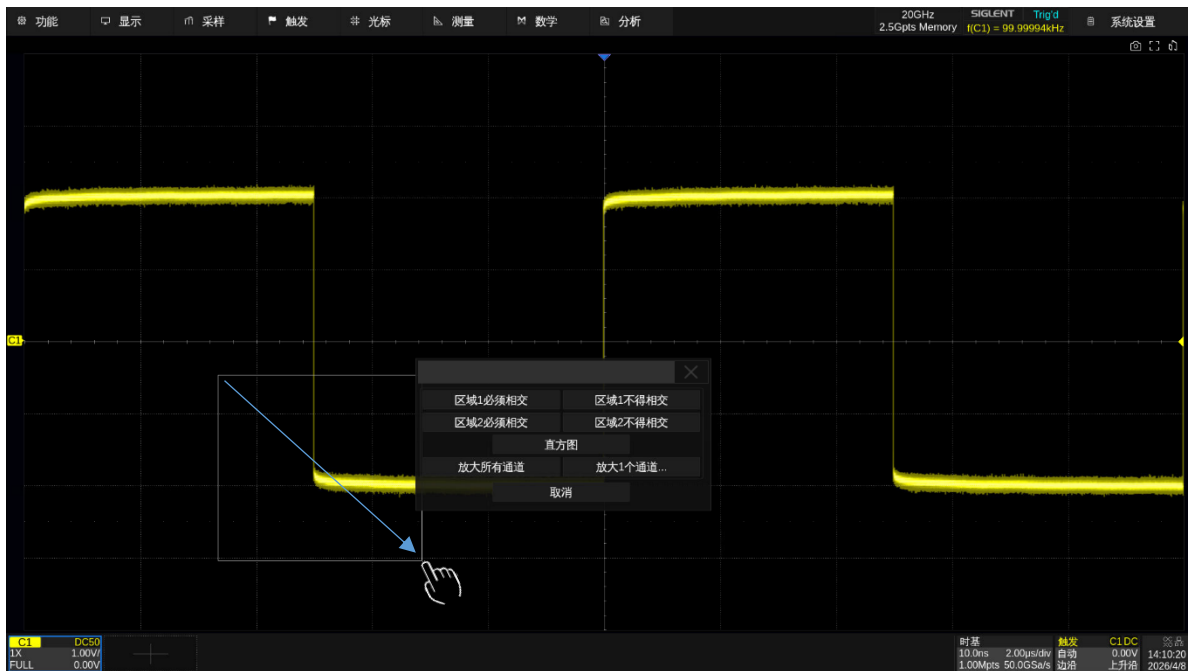 功能 显示 采样 触发 光标 测量 数学 分析 20GHz SIGLENT Trig'd 系统设置
2.5Gpts Memory f(C1) = 99.99994kHz
C1
区域1必须相交 区域1不得相交
区域2必须相交 区域2不得相交
直方图
放大所有通道 放大1个通道...
取消
C1 DC50 时基 触发 C1 DC
1X 1.00V/ 10.0ns 2.00µs/div 自动 0.00V 14:10:20
FULL 0.00V 1.00Mpts 50.0GSa/s 边沿 上升沿 2026/4/8